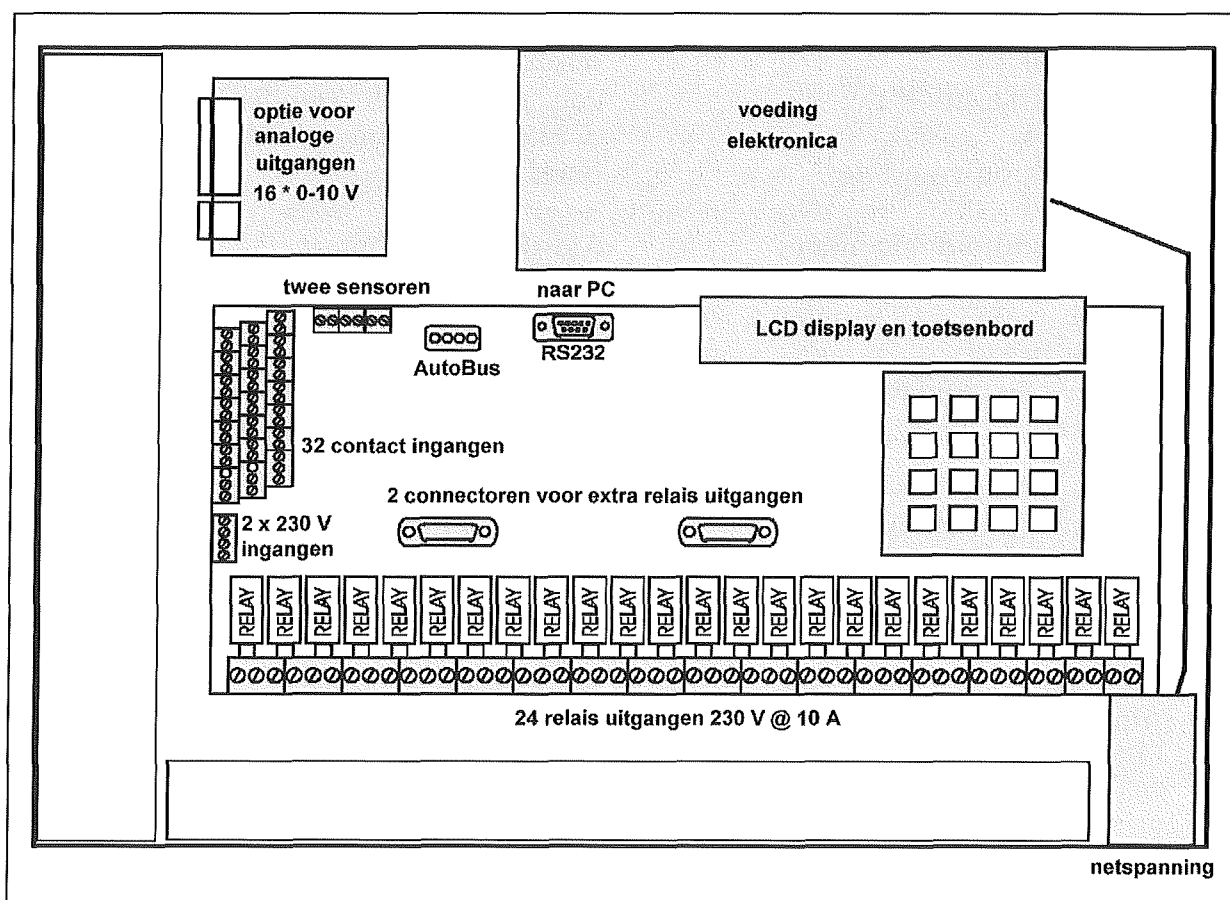 optie voor
analoge
uitgangen
16 * 0-10 V
voeding
elektronica
twee sensoren
naar PC
LCD display en toetsenbord
RS232
AutoBus
32 contact ingangen
2 connectoren voor extra relais uitgangen
2 x 230 V
ingangen
RELAY RELAY RELAY RELAY RELAY RELAY RELAY RELAY RELAY RELAY RELAY RELAY RELAY RELAY RELAY RELAY RELAY RELAY RELAY RELAY RELAY RELAY RELAY RELAY
24 relais uitgangen 230 V @ 10 A
netspanning